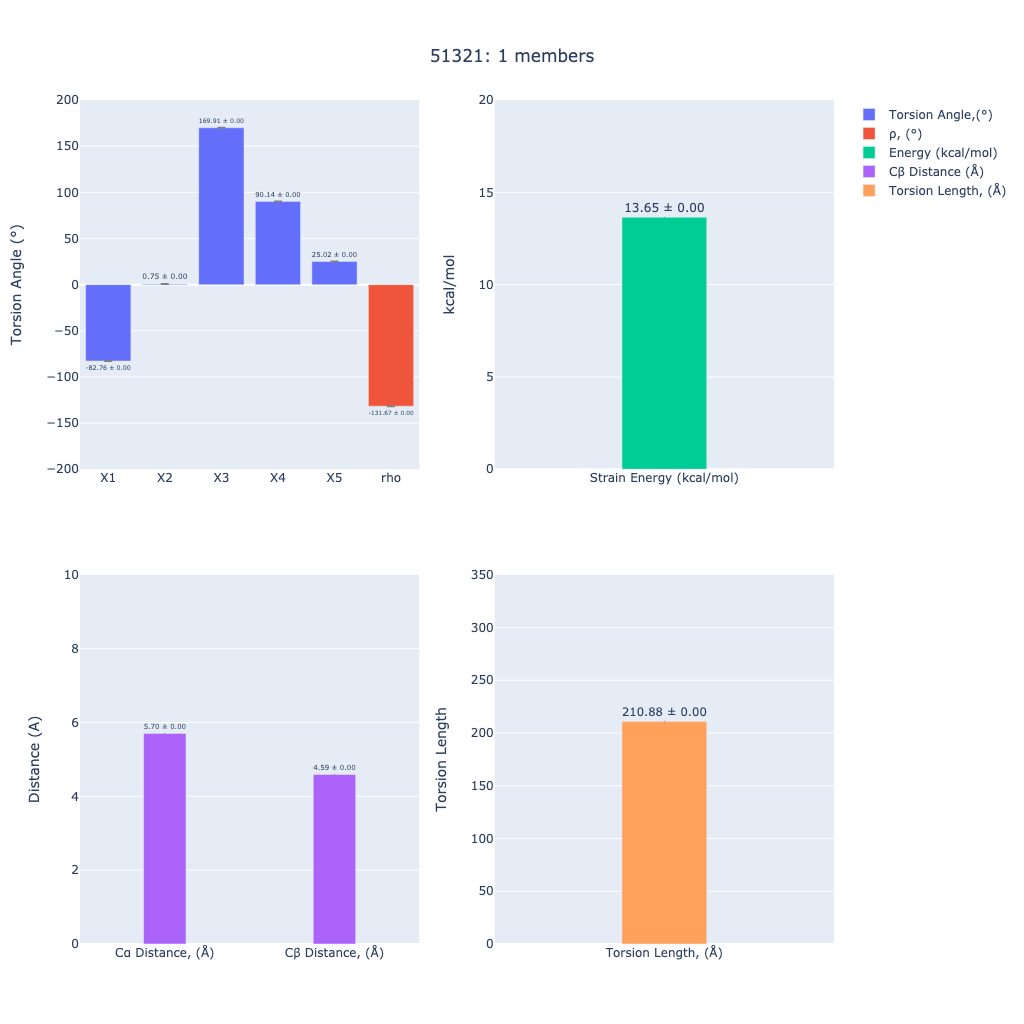 51321: 1 members
Torsion Angle (°)
200
150
100
50
0
−50
−100
−150
−200
-82.76 ± 0.00
0.75 ± 0.00
169.91 ± 0.00
90.14 ± 0.00
25.02 ± 0.00
-131.67 ± 0.00
X1 X2 X3 X4 X5 rho
kcal/mol
20
15
10
5
0
13.65 ± 0.00
Strain Energy (kcal/mol)
Torsion Angle,(°)
ρ, (°)
Energy (kcal/mol)
Cβ Distance (Å)
Torsion Length, (Å)
Distance (A)
10
8
6
4
2
0
5.70 ± 0.00
4.59 ± 0.00
Cα Distance, (Å) Cβ Distance, (Å)
Torsion Length
350
300
250
200
150
100
50
0
210.88 ± 0.00
Torsion Length, (Å)